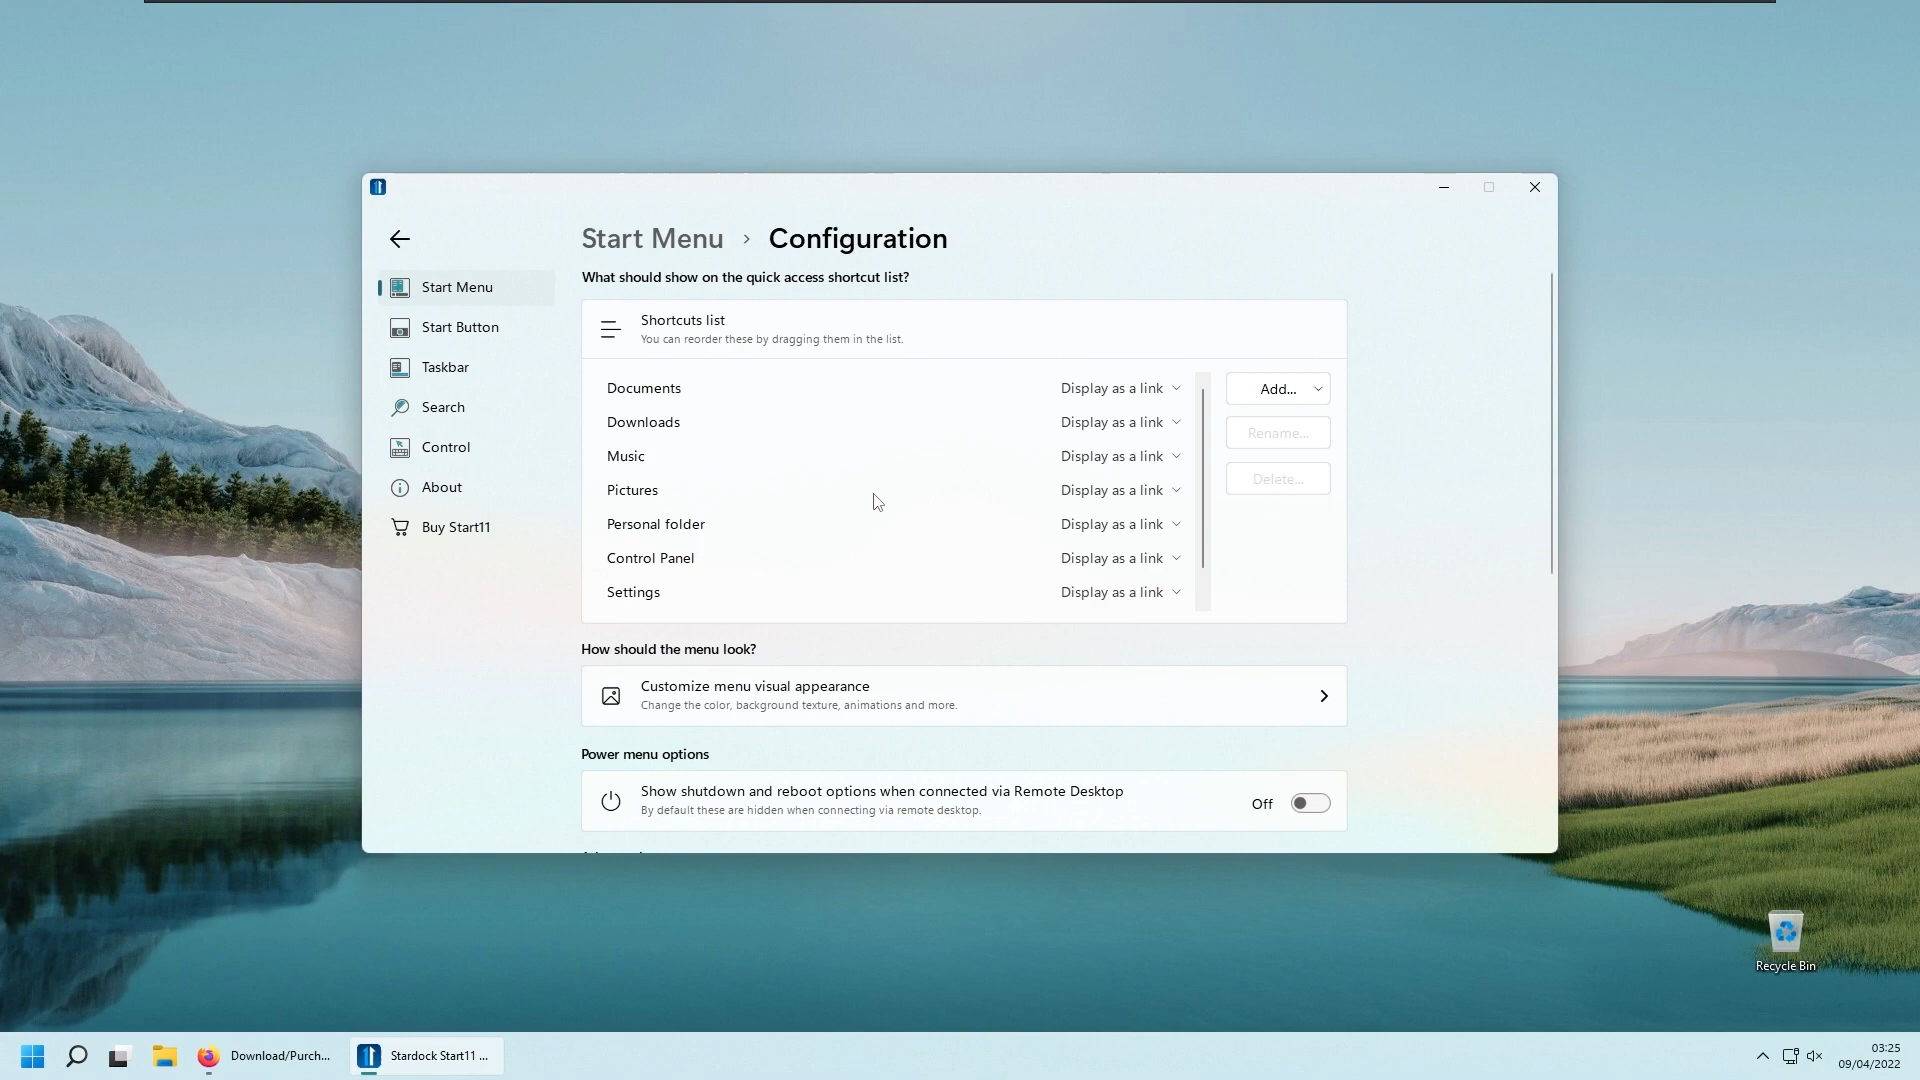 Start Menu › Configuration
What should show on the quick access shortcut list?
Start Menu
Start Button
Taskbar
Search
Control
About
Buy Start11
Shortcuts list
You can reorder these by dragging them in the list.
Documents Display as a link
Downloads Display as a link
Music Display as a link
Pictures Display as a link
Personal folder Display as a link
Control Panel Display as a link
Settings Display as a link
Add...
Rename...
Delete...
How should the menu look?
Customize menu visual appearance
Change the color, background texture, animations and more.
Power menu options
Show shutdown and reboot options when connected via Remote Desktop
By default these are hidden when connecting via remote desktop.
Off
Recycle Bin
Download/Purch...
Stardock Start11 ...
03:25
09/04/2022